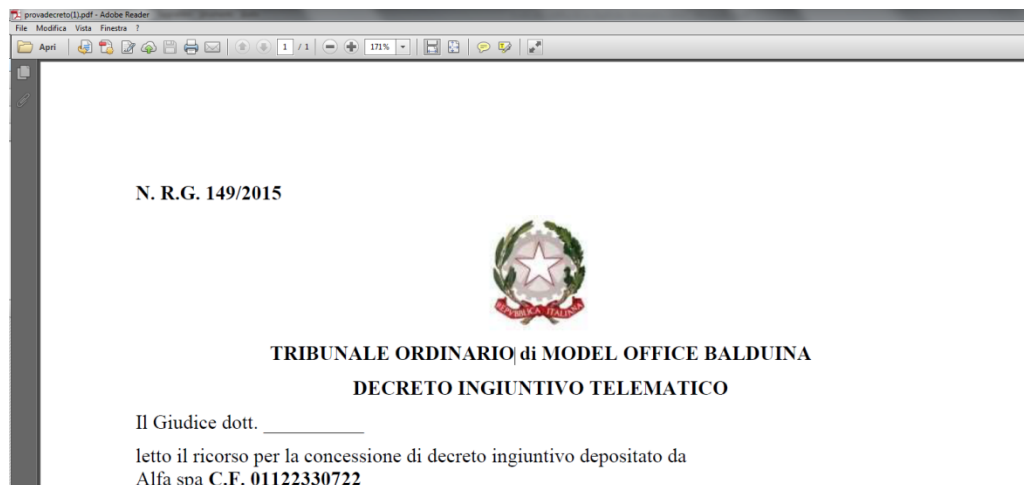 provadecreto(1).pdf - Adobe Reader
File Modifica Vista Finestra ?
Apri 1 / 1 171%
N. R.G. 149/2015
REPVBBLICA ITALIANA
TRIBUNALE ORDINARIO di MODEL OFFICE BALDUINA
DECRETO INGIUNTIVO TELEMATICO
Il Giudice dott. __________
letto il ricorso per la concessione di decreto ingiuntivo depositato da
Alfa spa C.F. 01122330722